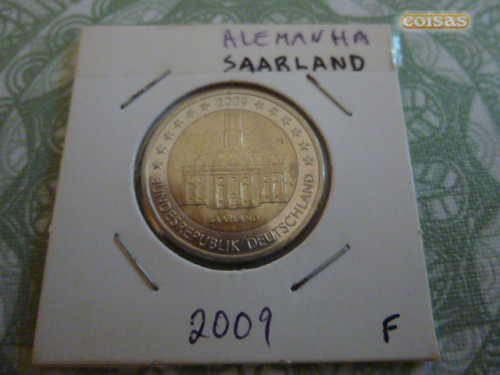 coisas
ALEMANHA
SAARLAND
2009
SAARLAND
BUNDESREPUBLIK DEUTSCHLAND
2009
F